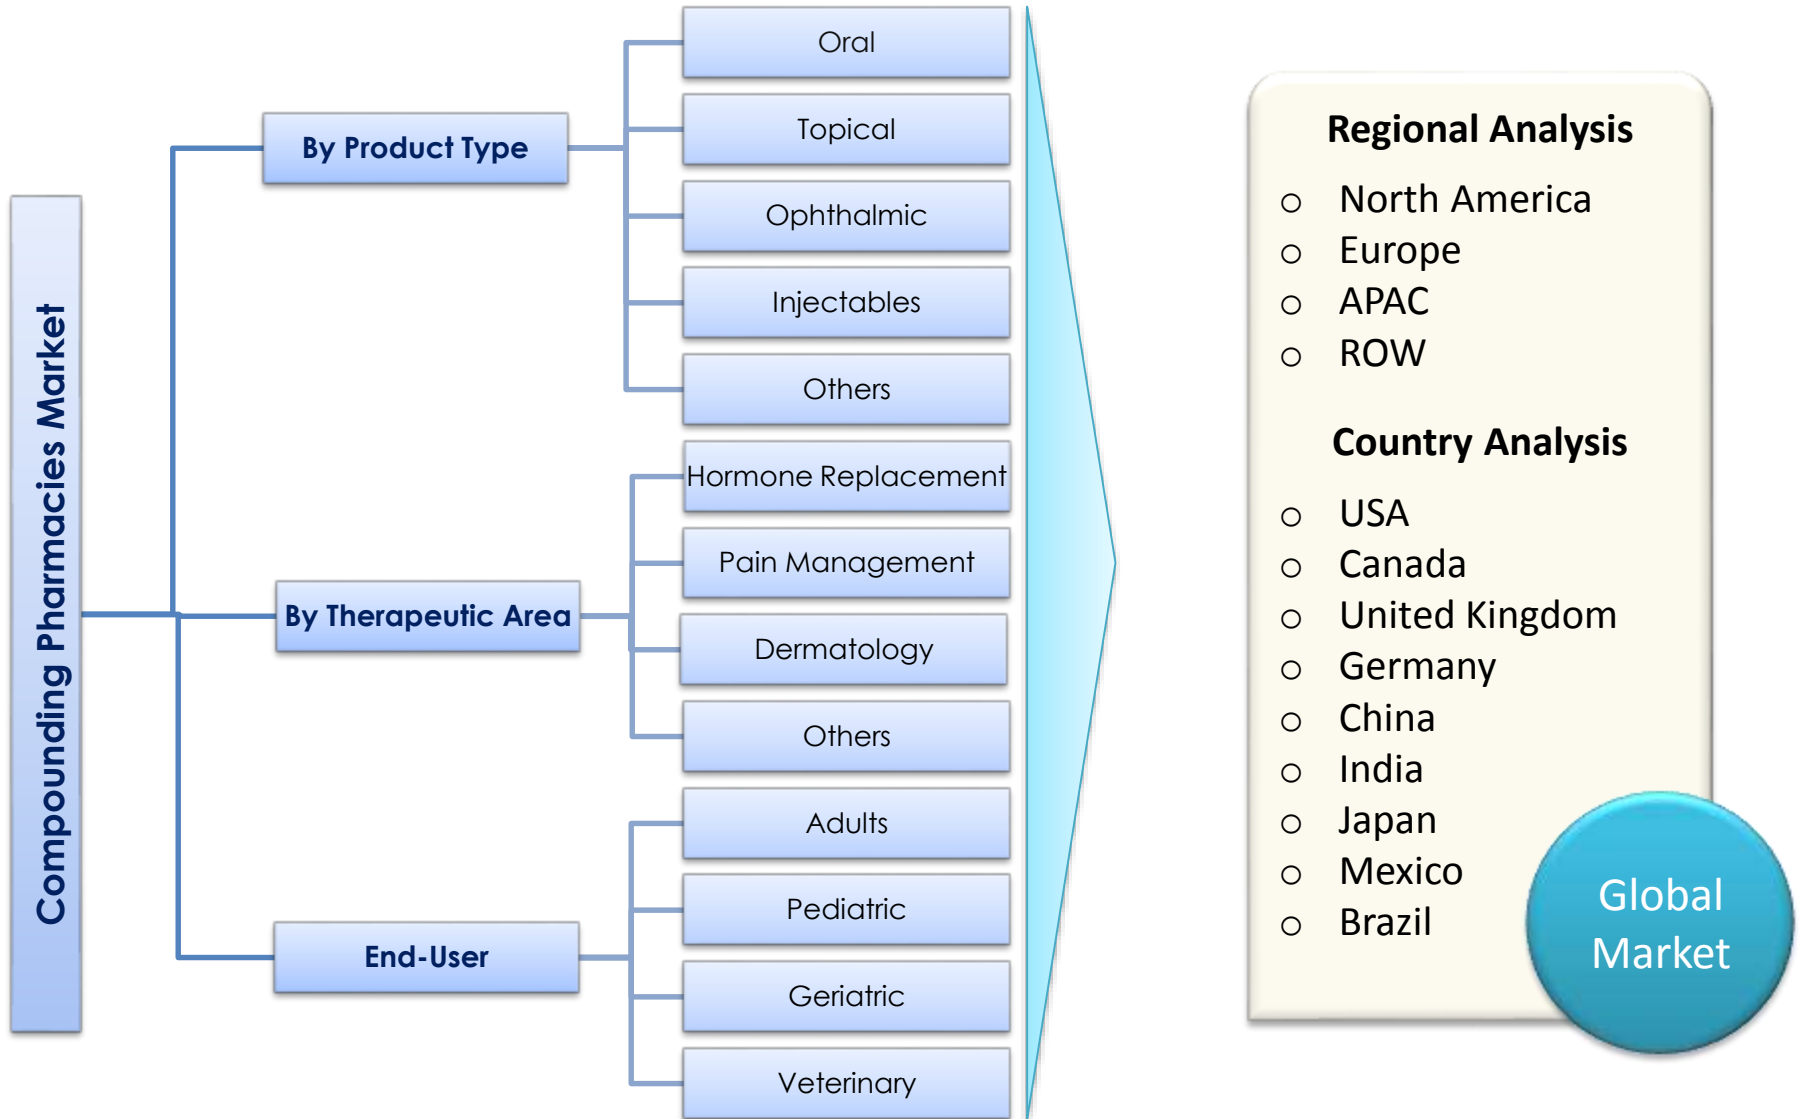 Compounding Pharmacies Market
By Product Type
Oral
Topical
Ophthalmic
Injectables
Others
By Therapeutic Area
Hormone Replacement
Pain Management
Dermatology
Others
End-User
Adults
Pediatric
Geriatric
Veterinary
Regional Analysis
North America
Europe
APAC
ROW
Country Analysis
USA
Canada
United Kingdom
Germany
China
India
Japan
Mexico
Brazil
Global
Market